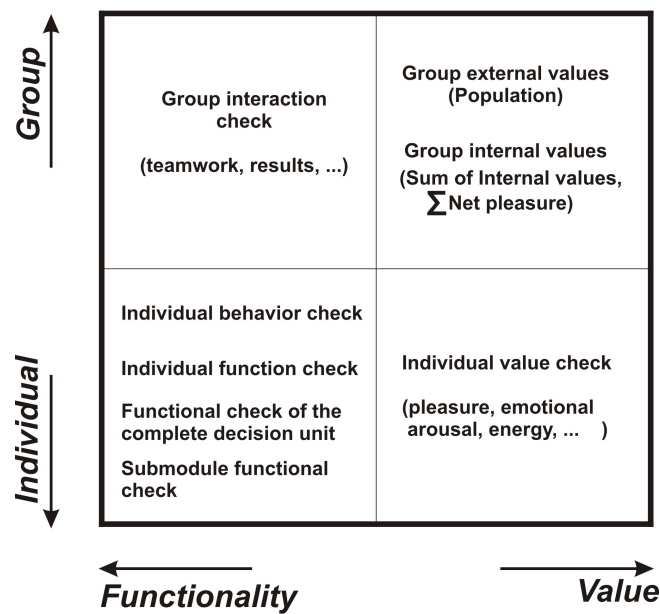 Group
Group interaction
check
(teamwork, results, ...)
Group external values
(Population)
Group internal values
(Sum of Internal values,
∑Net pleasure)
Individual
Individual behavior check
Individual function check
Functional check of the
complete decision unit
Submodule functional
check
Individual value check
(pleasure, emotional
arousal, energy, ... )
Functionality
Value